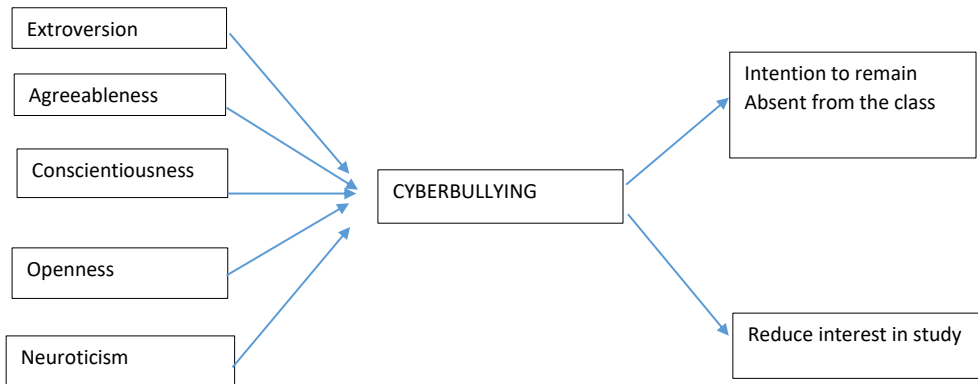 Extroversion
Agreeableness
Conscientiousness
Openness
Neuroticism
CYBERBULLYING
Intention to remain
Absent from the class
Reduce interest in study